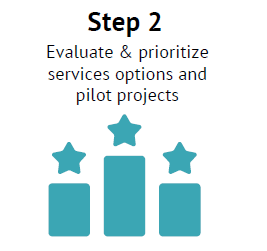 Step 2
Evaluate & prioritize
services options and
pilot projects